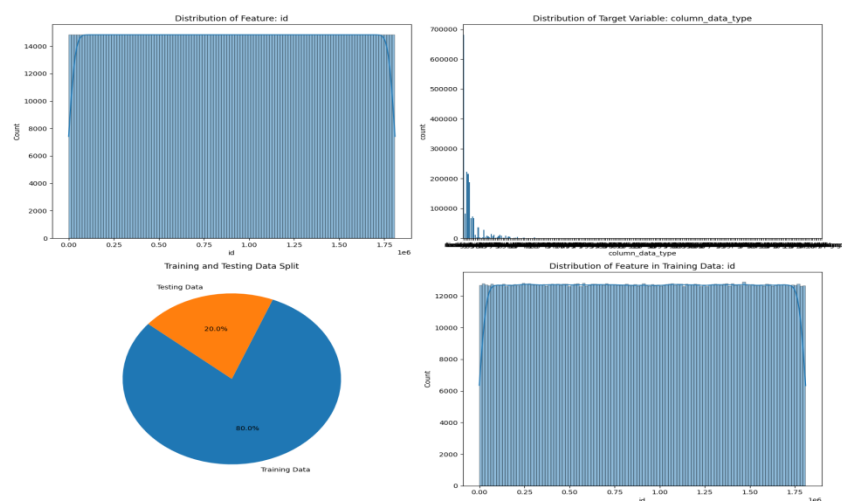 Distribution of Feature: id
14000
12000
10000
8000
6000
4000
2000
0
Count
0.00 0.25 0.50 0.75 1.00 1.25 1.50 1.75
1e6
id
Distribution of Target Variable: column_data_type
700000
600000
500000
400000
300000
200000
100000
0
count
column_data_type
Training and Testing Data Split
Testing Data
20.0%
80.0%
Training Data
Distribution of Feature in Training Data: id
12000
10000
8000
6000
4000
2000
0
Count
0.00 0.25 0.50 0.75 1.00 1.25 1.50 1.75
1e6
id